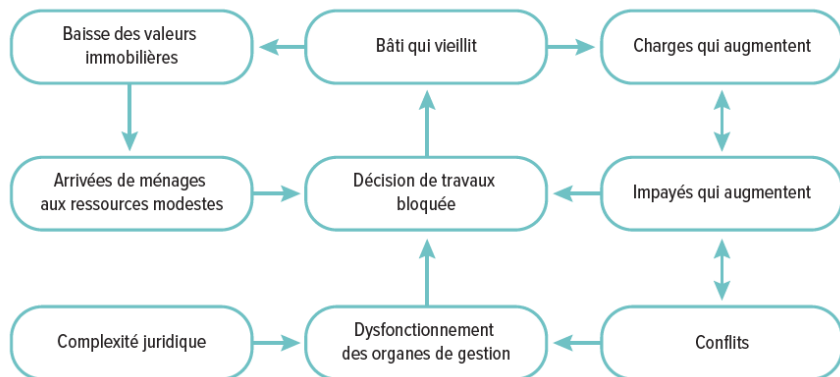 Baisse des valeurs
immobilières
Bâti qui vieillit
Charges qui augmentent
Arrivées de ménages
aux ressources modestes
Décision de travaux
bloquée
Impayés qui augmentent
Complexité juridique
Dysfonctionnement
des organes de gestion
Conflits